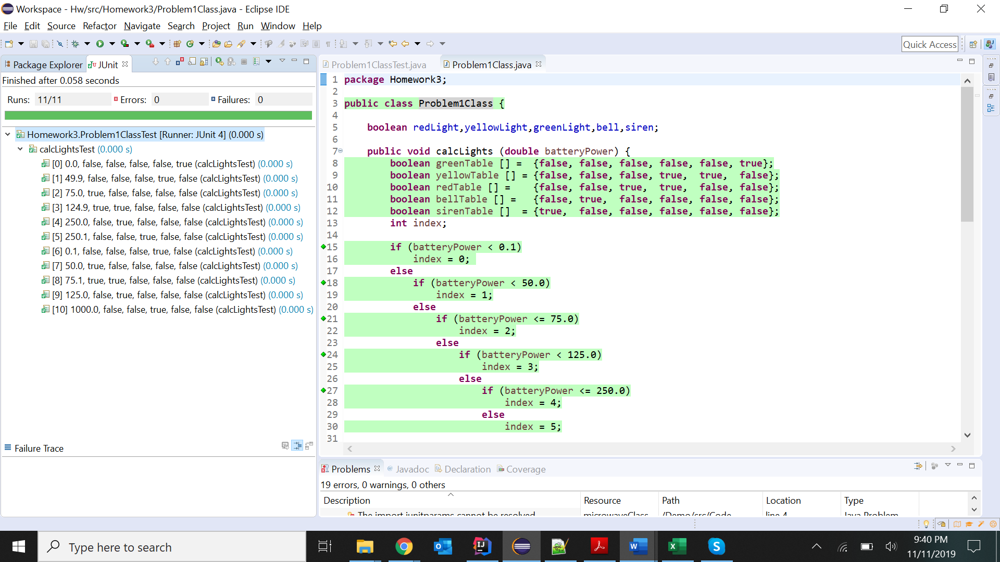 Workspace - Hw/src/Homework3/Problem1Class.java - Eclipse IDE
File Edit Source Refactor Navigate Search Project Run Window Help
Quick Access
Package Explorer JUnit
Finished after 0.058 seconds
Runs: 11/11 Errors: 0 Failures: 0
Homework3.Problem1ClassTest [Runner: JUnit 4] (0.000 s)
calcLightsTest (0.000 s)
[0] 0.0, false, false, false, false, true (calcLightsTest) (0.000 s)
[1] 49.9, false, false, false, true, false (calcLightsTest) (0.000 s)
[2] 75.0, true, false, false, false, false (calcLightsTest) (0.000 s)
[3] 124.9, true, true, false, false, false (calcLightsTest) (0.000 s)
[4] 250.0, false, true, false, false, false (calcLightsTest) (0.000 s)
[5] 250.1, false, false, true, false, false (calcLightsTest) (0.000 s)
[6] 0.1, false, false, false, true, false (calcLightsTest) (0.000 s)
[7] 50.0, true, false, false, false, false (calcLightsTest) (0.000 s)
[8] 75.1, true, true, false, false, false (calcLightsTest) (0.000 s)
[9] 125.0, false, true, false, false, false (calcLightsTest) (0.000 s)
[10] 1000.0, false, false, true, false, false (calcLightsTest) (0.000 s)
Failure Trace
Problem1ClassTest.java Problem1Class.java
1 package Homework3;
2
3 public class Problem1Class {
4
5 boolean redLight,yellowLight,greenLight,bell,siren;
6
7 public void calcLights (double batteryPower) {
8 boolean greenTable [] = {false, false, false, false, false, true};
9 boolean yellowTable [] = {false, false, false, true, true, false};
10 boolean redTable [] = {false, false, true, true, false, false};
11 boolean bellTable [] = {false, true, false, false, false, false};
12 boolean sirenTable [] = {true, false, false, false, false, false};
13 int index;
14
15 if (batteryPower < 0.1)
16 index = 0;
17 else
18 if (batteryPower < 50.0)
19 index = 1;
20 else
21 if (batteryPower <= 75.0)
22 index = 2;
23 else
24 if (batteryPower < 125.0)
25 index = 3;
26 else
27 if (batteryPower <= 250.0)
28 index = 4;
29 else
30 index = 5;
31
Problems Javadoc Declaration Coverage
19 errors, 0 warnings, 0 others
Description Resource Path Location Type
The import junitparams cannot be resolved microwaveClass /Demo/src/Code line 4 Java Problem
Type here to search
9:40 PM
11/11/2019